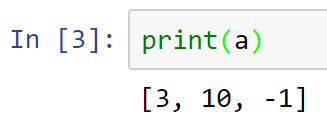 In [3]: print(a)
[3, 10, -1]